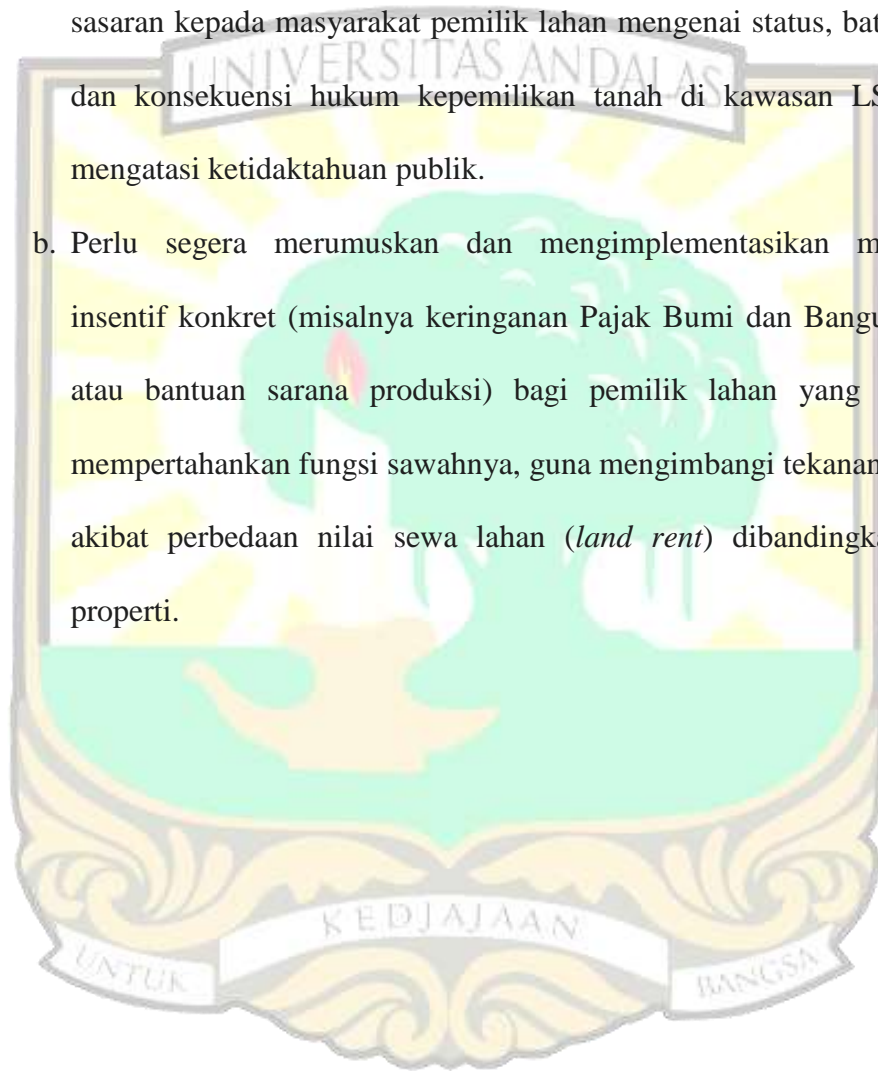 sasaran kepada masyarakat pemilik lahan mengenai status, bat
UNIVERSITAS ANDALAS
dan konsekuensi hukum kepemilikan tanah di kawasan LS
mengatasi ketidaktahuan publik.
b. Perlu segera merumuskan dan mengimplementasikan m
insentif konkret (misalnya keringanan Pajak Bumi dan Bangu
atau bantuan sarana produksi) bagi pemilik lahan yang
mempertahankan fungsi sawahnya, guna mengimbangi tekanan
akibat perbedaan nilai sewa lahan (land rent) dibandingka
properti.
UNTUK KEDJAJAAN BANGSA